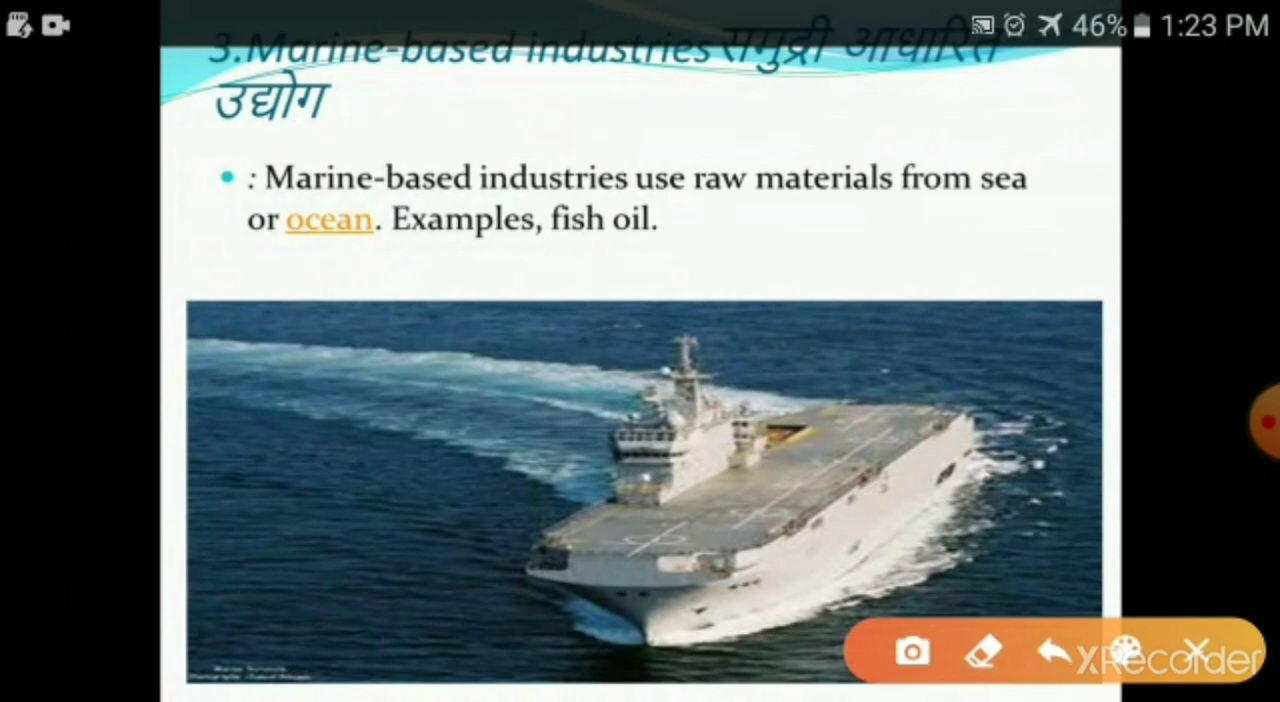 46% 1:23 PM
3.Marine-based industries समुद्री आधारित
उद्योग
: Marine-based industries use raw materials from sea
or ocean. Examples, fish oil.
XRecorder